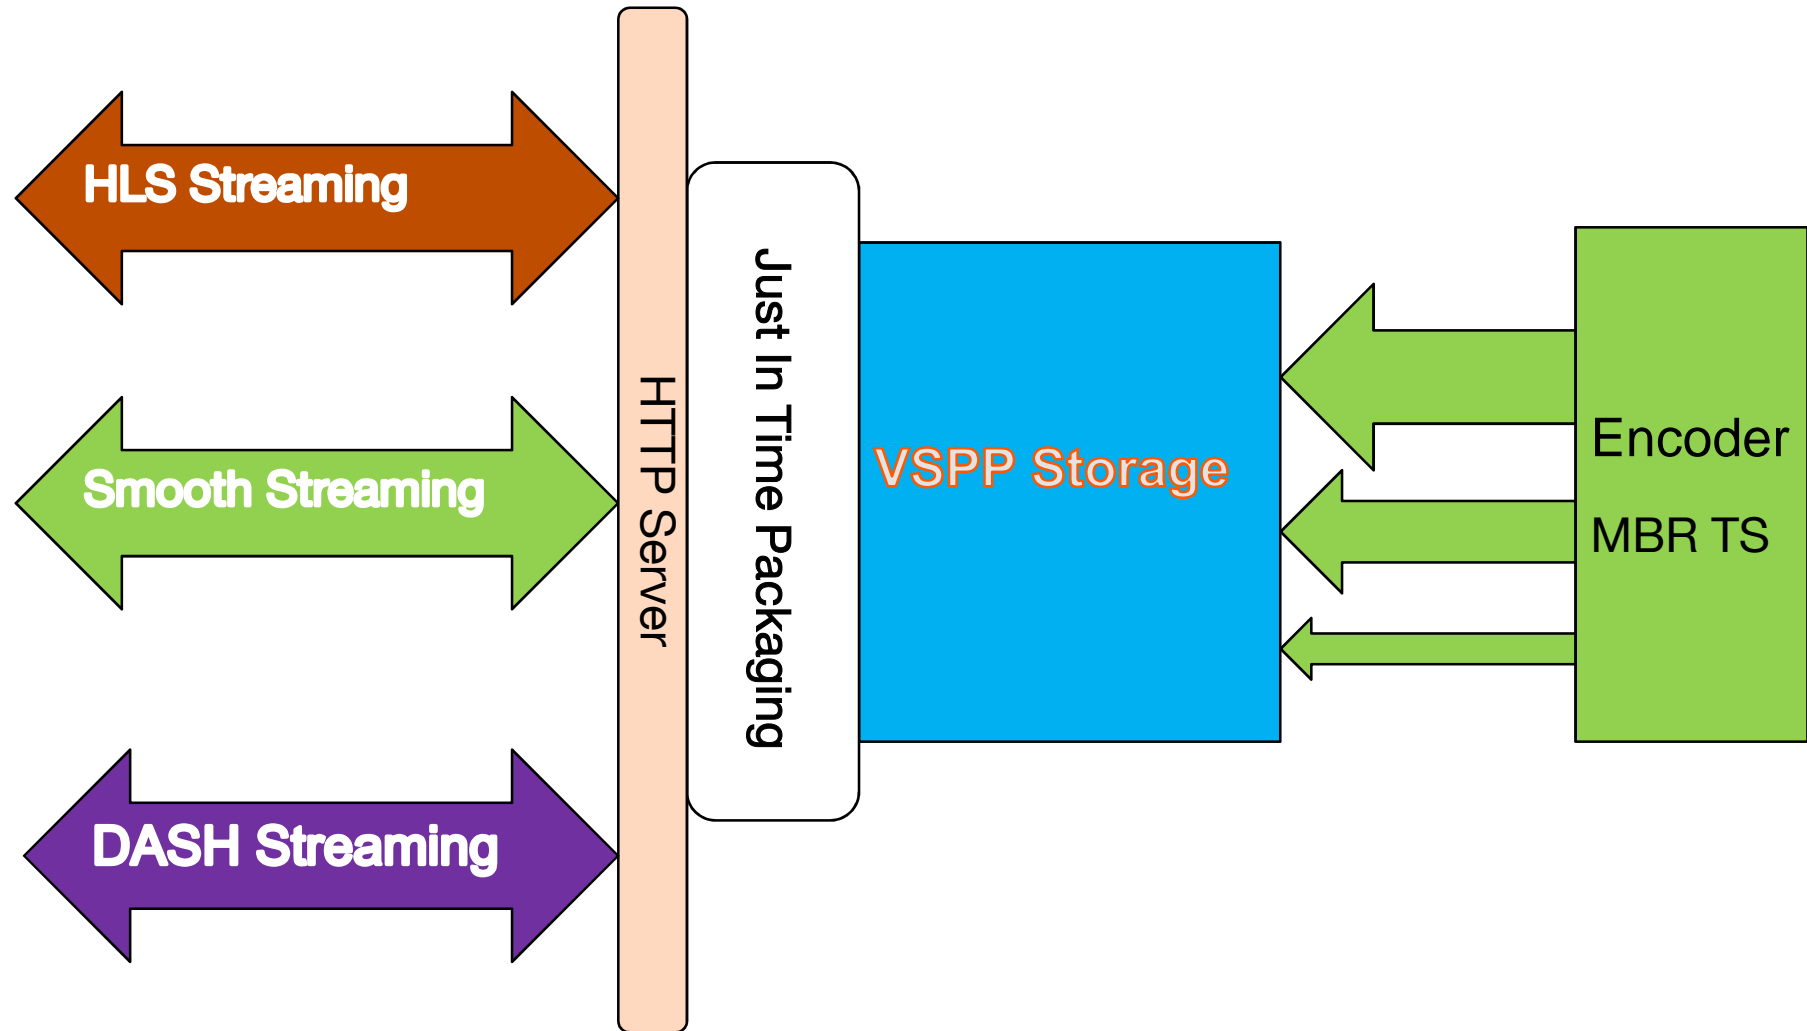 HLS Streaming
Smooth Streaming
DASH Streaming
HTTP Server
Just In Time Packaging
VSPP Storage
Encoder
MBR TS